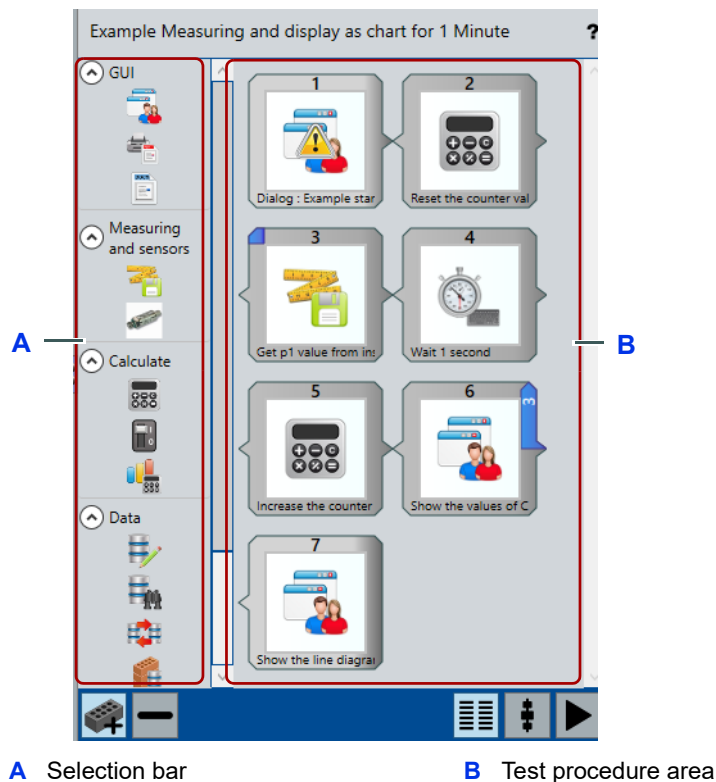 Example Measuring and display as chart for 1 Minute ?
GUI
Measuring
and sensors
Calculate
Data
1
Dialog : Example star
2
Reset the counter val
3
Get p1 value from ins
4
Wait 1 second
5
Increase the counter
6
3
Show the values of C
7
Show the line diagra
A
B
A Selection bar
B Test procedure area